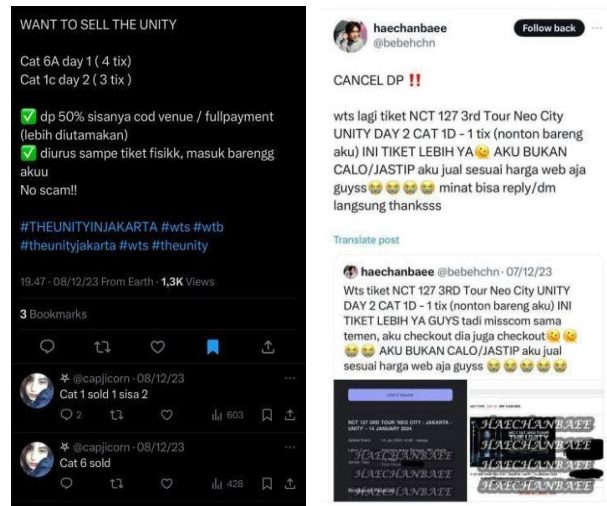 WANT TO SELL THE UNITY
Cat 6A day 1 ( 4 tix)
Cat 1c day 2 ( 3 tix )
✅ dp 50% sisanya cod venue / fullpayment
(lebih diutamakan)
✅ diurus sampe tiket fisikk, masuk barengg
akuu
No scam!!
#THEUNITYINJAKARTA #wts #wtb
#theunityjakarta #wts #theunity
19.47 · 08/12/23 From Earth · 1,3K Views
3 Bookmarks
@capjicorn · 08/12/23
Cat 1 sold 1 sisa 2
2 603
@capjicorn · 08/12/23
Cat 6 sold
428
haechanbaee
@bebehchn
Follow back
CANCEL DP ‼️
wts lagi tiket NCT 127 3rd Tour Neo City
UNITY DAY 2 CAT 1D - 1 tix (nonton bareng
aku) INI TIKET LEBIH YA🫠 AKU BUKAN
CALO/JASTIP aku jual sesuai harga web aja
guyss😭😭😭😭 minat bisa reply/dm
langsung thanksss
Translate post
haechanbaee @bebehchn · 07/12/23
Wts tiket NCT 127 3RD Tour Neo City UNITY
DAY 2 CAT 1D - 1 tix (nonton bareng aku) INI
TIKET LEBIH YA GUYS tadi misscom sama
temen, aku checkout dia juga checkout🫠🫠
😭😭 AKU BUKAN CALO/JASTIP aku jual
sesuai harga web aja guyss 😭😭😭😭😭
NCT 127 3RD TOUR 'NEO CITY : JAKARTA -
UNITY' - 14 JANUARY 2024
HAECHANBAEE
HAECHANBAEE
HAECHANBAEE
HAECHANBAEE
THE UNITY
HAECHANBAEE
HAECHANBAEE
HAECHANBAEE